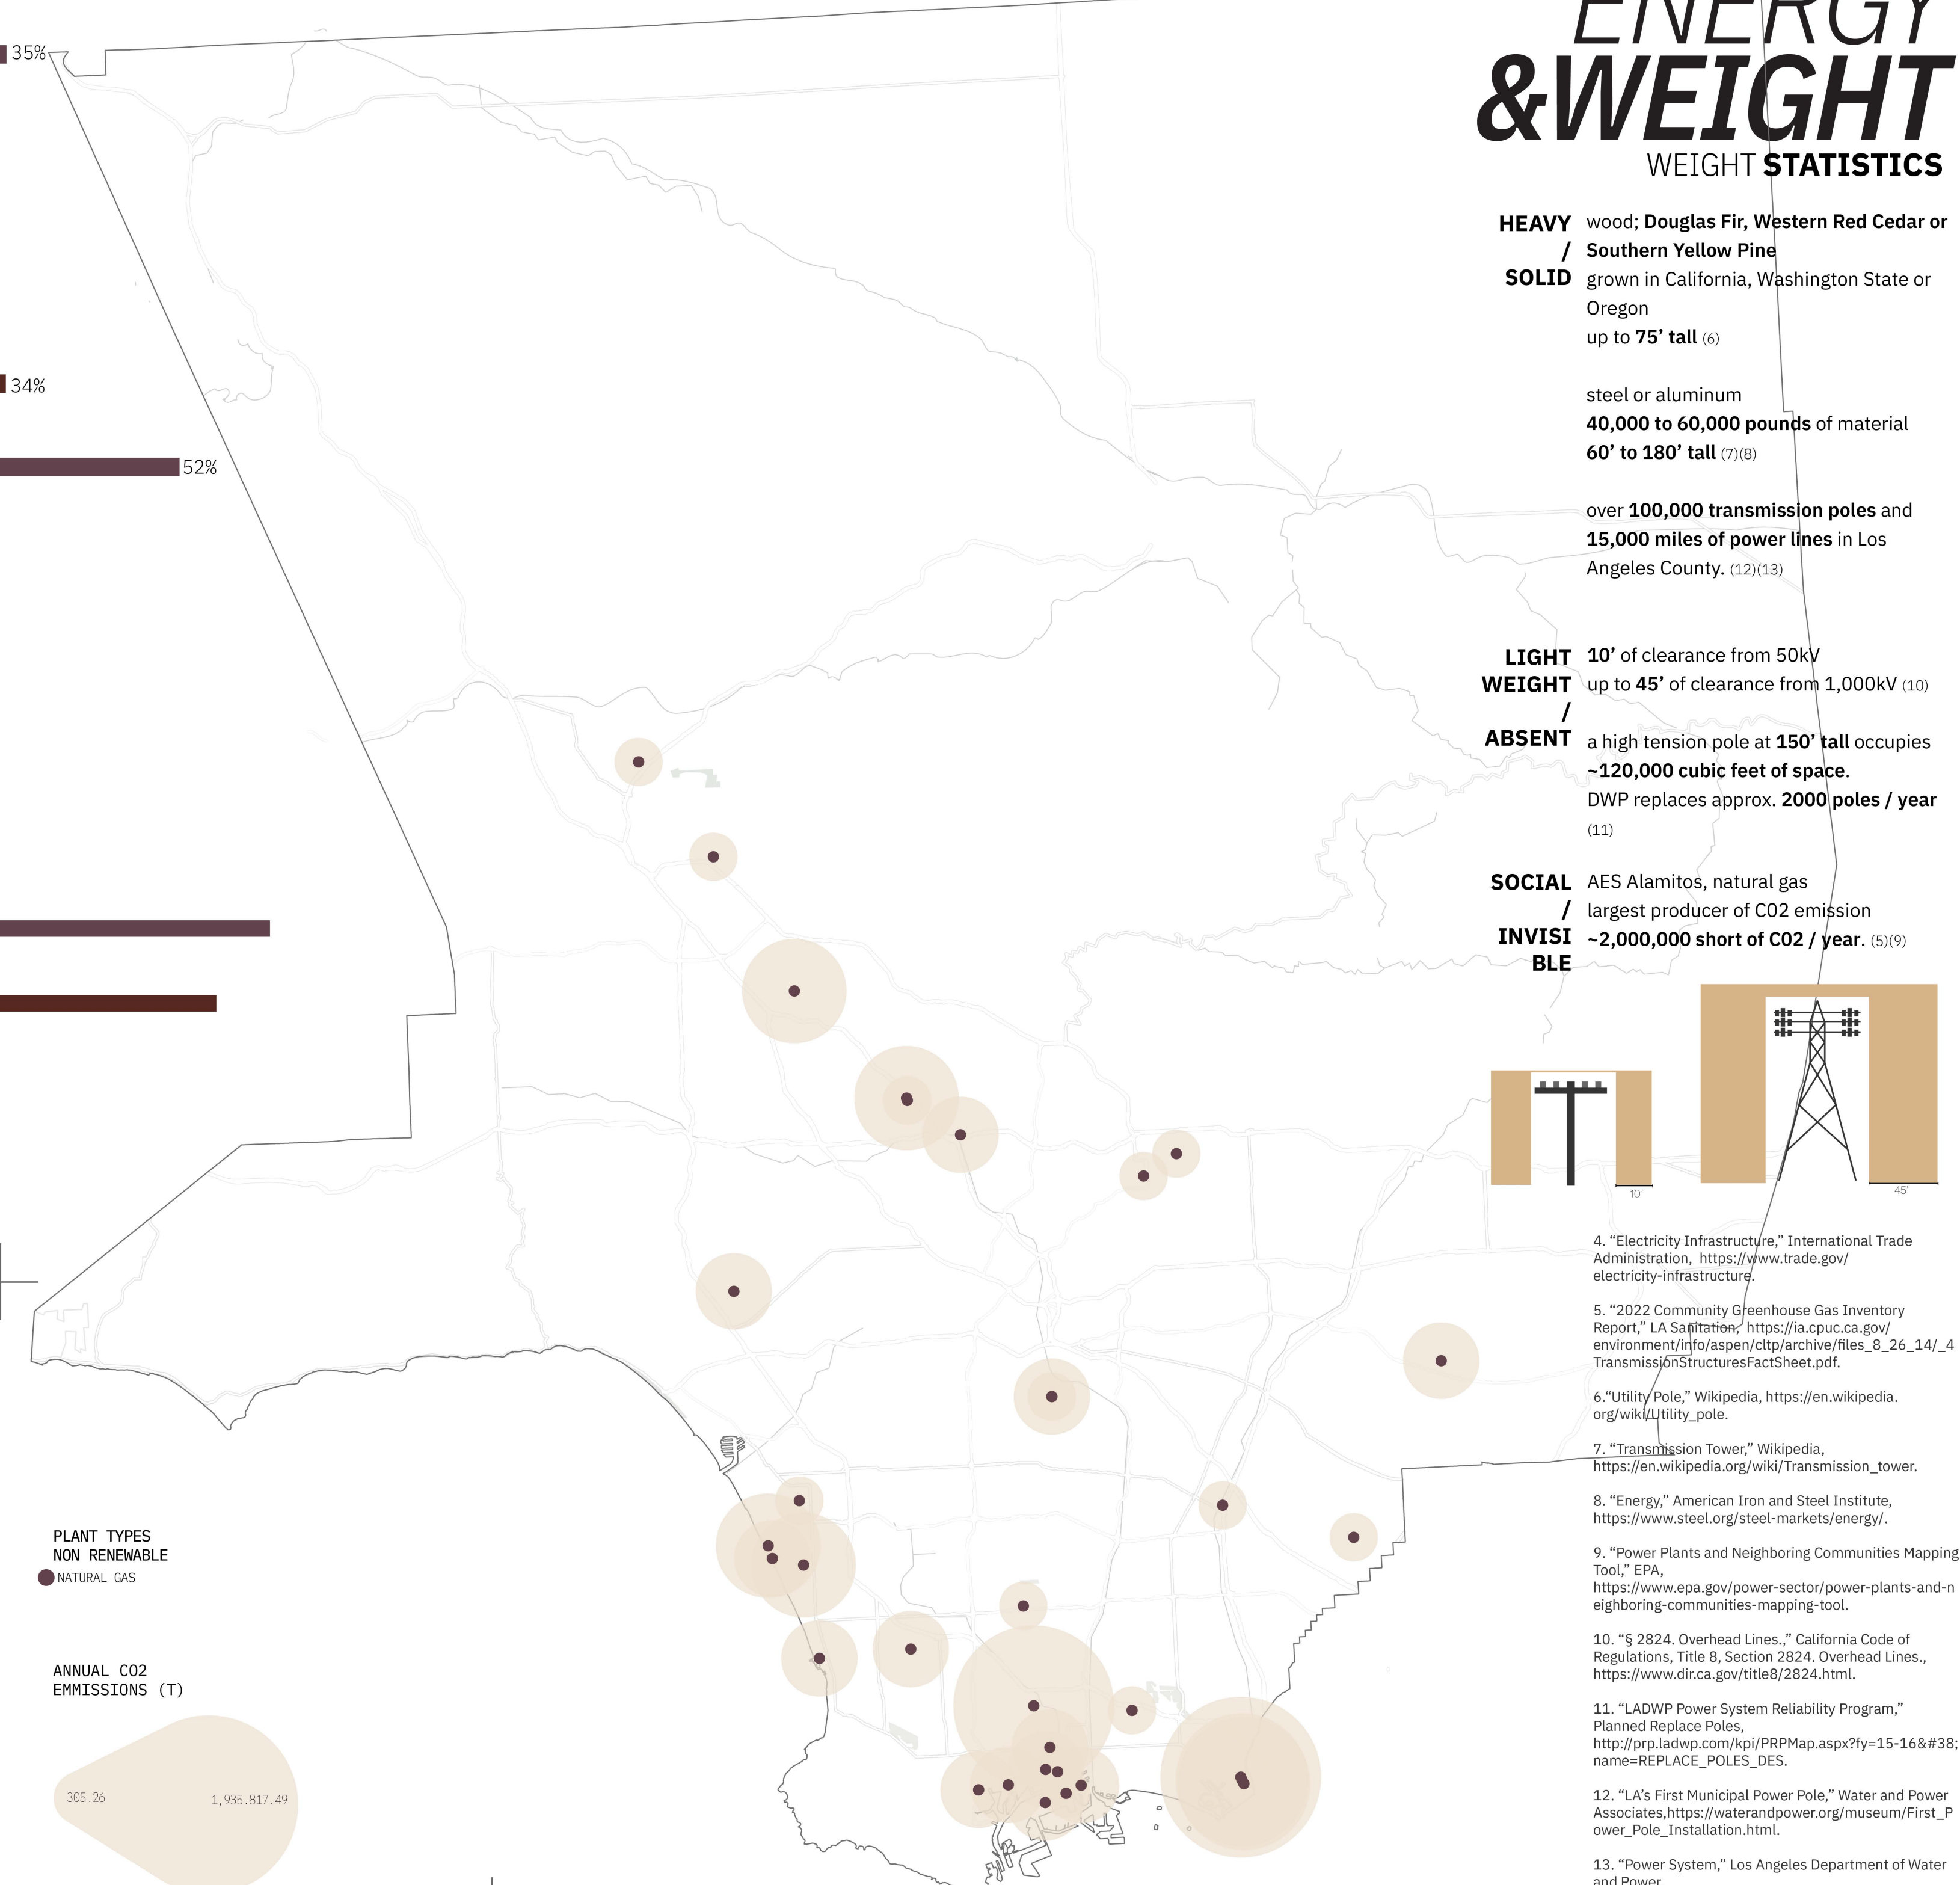 35%
34%
52%
ENERGY
&WEIGHT
WEIGHT STATISTICS
HEAVY
/
SOLID
wood; Douglas Fir, Western Red Cedar or
Southern Yellow Pine
grown in California, Washington State or
Oregon
up to 75’ tall (6)
steel or aluminum
40,000 to 60,000 pounds of material
60’ to 180’ tall (7)(8)
over 100,000 transmission poles and
15,000 miles of power lines in Los
Angeles County. (12)(13)
LIGHT
WEIGHT
/
ABSENT
10’ of clearance from 50kV
up to 45’ of clearance from 1,000kV (10)
a high tension pole at 150’ tall occupies
~120,000 cubic feet of space.
DWP replaces approx. 2000 poles / year
(11)
SOCIAL
/
INVISI
BLE
AES Alamitos, natural gas
largest producer of C02 emission
~2,000,000 short of C02 / year. (5)(9)
10’
45’
4. “Electricity Infrastructure,” International Trade
Administration, https://www.trade.gov/
electricity-infrastructure.
5. “2022 Community Greenhouse Gas Inventory
Report,” LA Sanitation, https://ia.cpuc.ca.gov/
environment/info/aspen/cltp/archive/files_8_26_14/_4
TransmissionStructuresFactSheet.pdf.
6.“Utility Pole,” Wikipedia, https://en.wikipedia.
org/wiki/Utility_pole.
7. “Transmission Tower,” Wikipedia,
https://en.wikipedia.org/wiki/Transmission_tower.
8. “Energy,” American Iron and Steel Institute,
https://www.steel.org/steel-markets/energy/.
9. “Power Plants and Neighboring Communities Mapping
Tool,” EPA,
https://www.epa.gov/power-sector/power-plants-and-n
eighboring-communities-mapping-tool.
10. “§ 2824. Overhead Lines.,” California Code of
Regulations, Title 8, Section 2824. Overhead Lines.,
https://www.dir.ca.gov/title8/2824.html.
11. “LADWP Power System Reliability Program,”
Planned Replace Poles,
http://prp.ladwp.com/kpi/PRPMap.aspx?fy=15-16&#38;
name=REPLACE_POLES_DES.
12. “LA’s First Municipal Power Pole,” Water and Power
Associates,https://waterandpower.org/museum/First_P
ower_Pole_Installation.html.
13. “Power System,” Los Angeles Department of Water
and Power
PLANT TYPES
NON RENEWABLE
NATURAL GAS
ANNUAL CO2
EMMISSIONS (T)
305.26
1,935.817.49